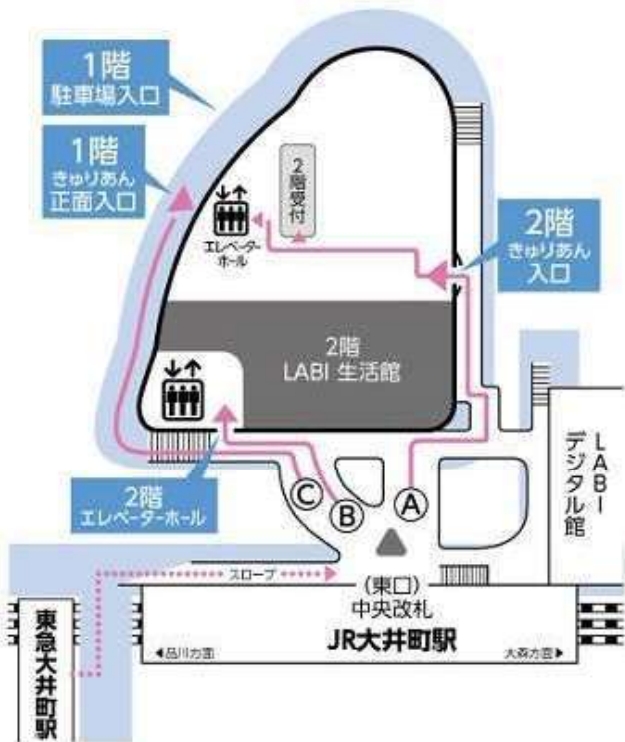 1階
駐車場入口
1階
きゅりあん
正面入口
2階受付
エレベーター
ホール
2階
きゅりあん
入口
2階
LABI 生活館
2階
エレベーターホール
C
B
A
LABI
デジタル館
スロープ
(東口)
中央改札
JR大井町駅
◀品川方面
大森方面▶
東急大井町駅